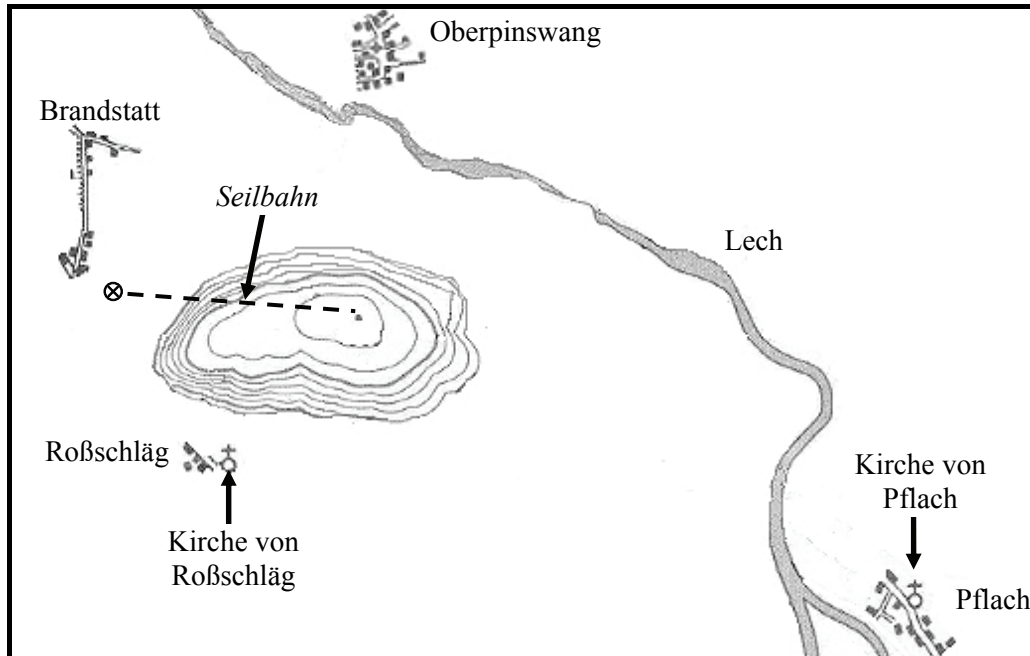 Oberpinswang
Brandstatt
Seilbahn
Lech
Roßschläg
Kirche von
Pflach
Kirche von
Roßschläg
Pflach